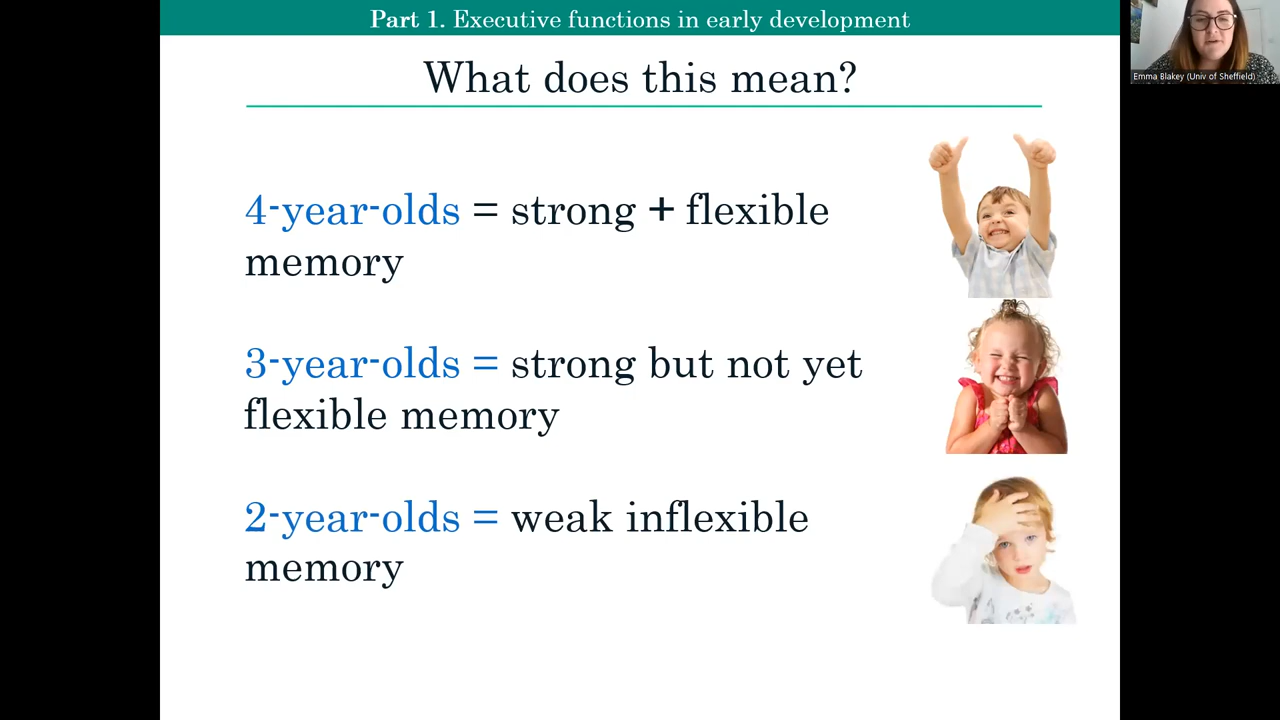 Part 1. Executive functions in early development
Emma Blakey (Univ of Sheffield)
What does this mean?
4-year-olds = strong + flexible
memory
3-year-olds = strong but not yet
flexible memory
2-year-olds = weak inflexible
memory